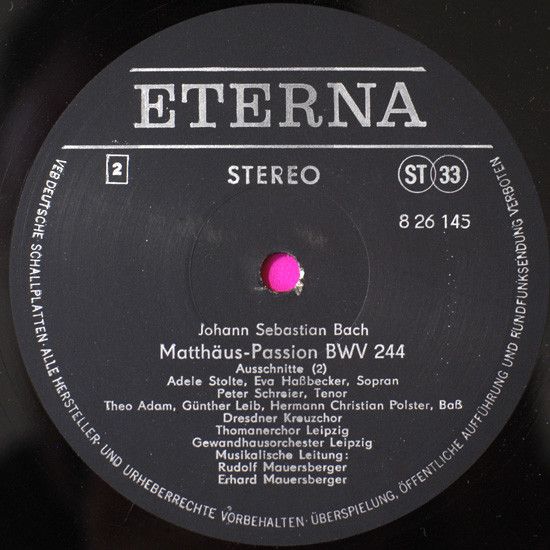 ETERNA
2
STEREO
ST 33
8 26 145
Johann Sebastian Bach
Matthäus-Passion BWV 244
Ausschnitte (2)
Adele Stolte, Eva Haßbecker, Sopran
Peter Schreier, Tenor
Theo Adam, Günther Leib, Hermann Christian Polster, Baß
Dresdner Kreuzchor
Thomanerchor Leipzig
Gewandhausorchester Leipzig
Musikalische Leitung:
Rudolf Mauersberger
Erhard Mauersberger
VEB DEUTSCHE SCHALLPLATTEN · ALLE HERSTELLER- UND URHEBERRECHTE VORBEHALTEN · ÜBERSPIELUNG, ÖFFENTLICHE AUFFÜHRUNG UND RUNDFUNKSENDUNG VERBOTEN